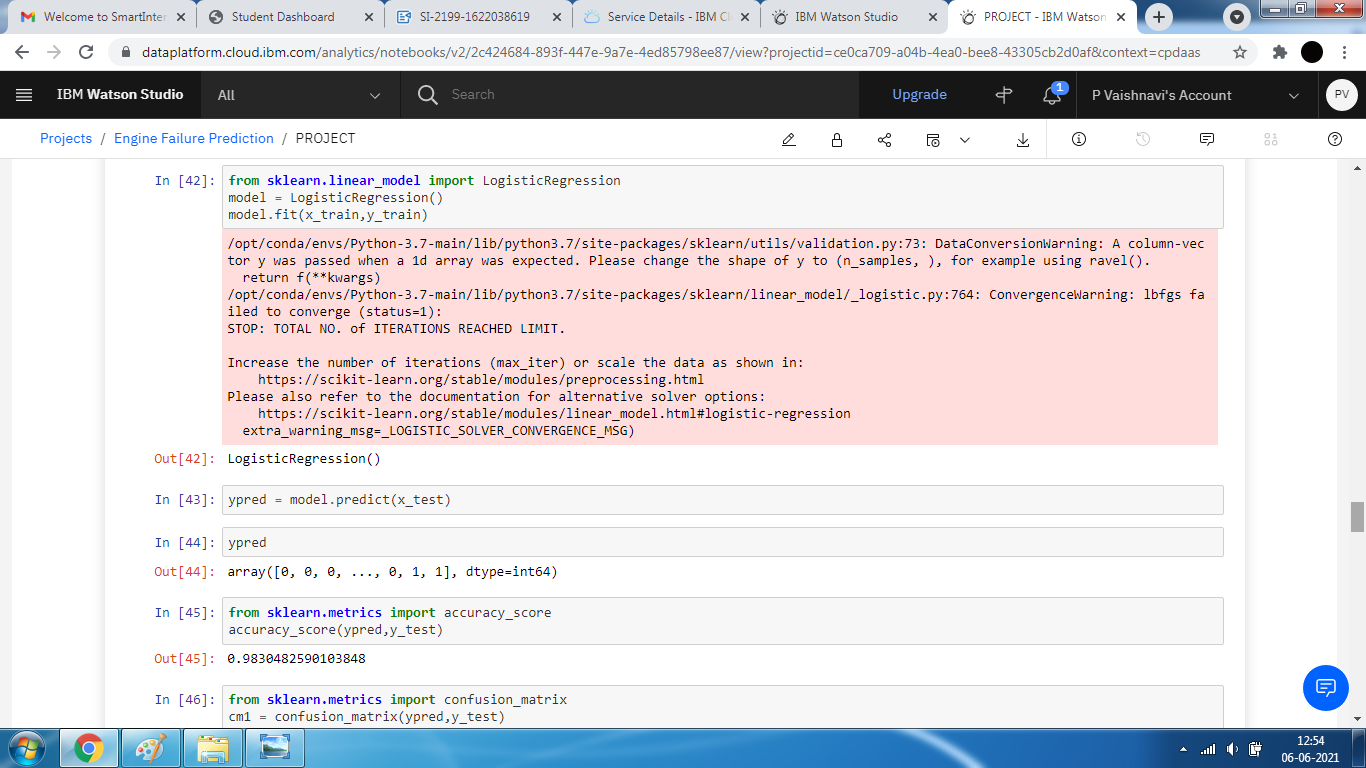 Welcome to SmartInter
Student Dashboard
SI-2199-1622038619
Service Details - IBM Cl
IBM Watson Studio
PROJECT - IBM Watson
dataplatform.cloud.ibm.com/analytics/notebooks/v2/2c424684-893f-447e-9a7e-4ed85798ee87/view?projectid=ce0ca709-a04b-4ea0-bee8-43305cb2d0af&context=cpdaas
IBM Watson Studio
All
Search
Upgrade
1
P Vaishnavi's Account
PV
Projects / Engine Failure Prediction / PROJECT
In [42]: from sklearn.linear_model import LogisticRegression
model = LogisticRegression()
model.fit(x_train,y_train)
/opt/conda/envs/Python-3.7-main/lib/python3.7/site-packages/sklearn/utils/validation.py:73: DataConversionWarning: A column-vec
tor y was passed when a 1d array was expected. Please change the shape of y to (n_samples, ), for example using ravel().
return f(**kwargs)
/opt/conda/envs/Python-3.7-main/lib/python3.7/site-packages/sklearn/linear_model/_logistic.py:764: ConvergenceWarning: lbfgs fa
iled to converge (status=1):
STOP: TOTAL NO. of ITERATIONS REACHED LIMIT.
Increase the number of iterations (max_iter) or scale the data as shown in:
https://scikit-learn.org/stable/modules/preprocessing.html
Please also refer to the documentation for alternative solver options:
https://scikit-learn.org/stable/modules/linear_model.html#logistic-regression
extra_warning_msg=_LOGISTIC_SOLVER_CONVERGENCE_MSG)
Out[42]: LogisticRegression()
In [43]: ypred = model.predict(x_test)
In [44]: ypred
Out[44]: array([0, 0, 0, ..., 0, 1, 1], dtype=int64)
In [45]: from sklearn.metrics import accuracy_score
accuracy_score(ypred,y_test)
Out[45]: 0.9830482590103848
In [46]: from sklearn.metrics import confusion_matrix
cm1 = confusion_matrix(ypred,y_test)
12:54
06-06-2021